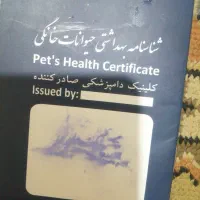 شناسنامه بهداشتی حیوانات خانگی
Pet's Health Certificate
کلینیک دامپزشکی صادر کننده
Issued by: